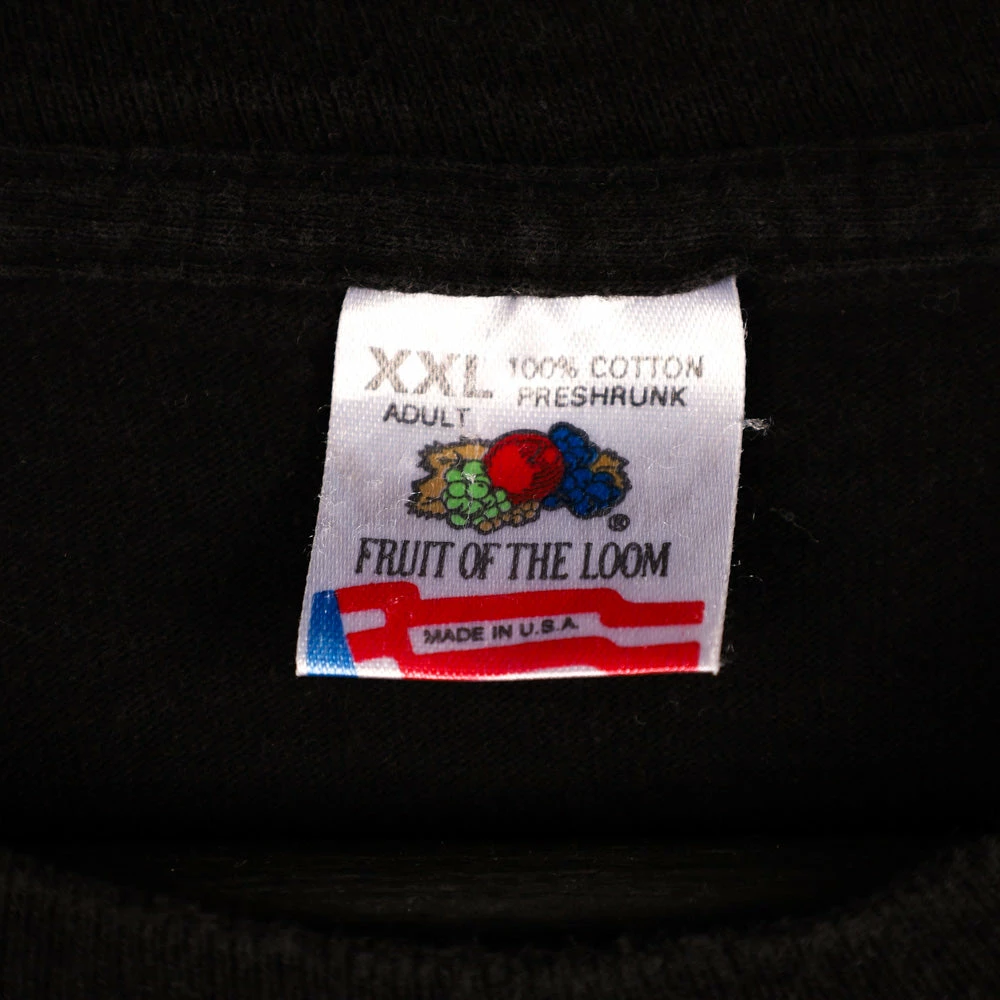 XXL
ADULT
100% COTTON
PRESHRUNK
®
FRUIT OF THE LOOM
MADE IN U.S.A.